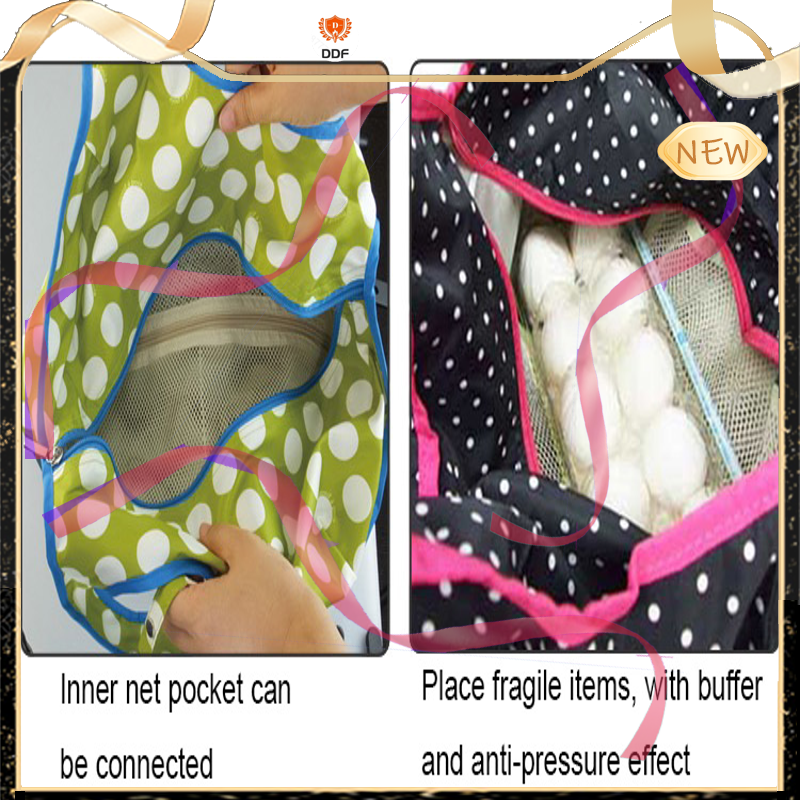 DDF
NEW
Inner net pocket can
be connected
Place fragile items, with buffer
and anti-pressure effect